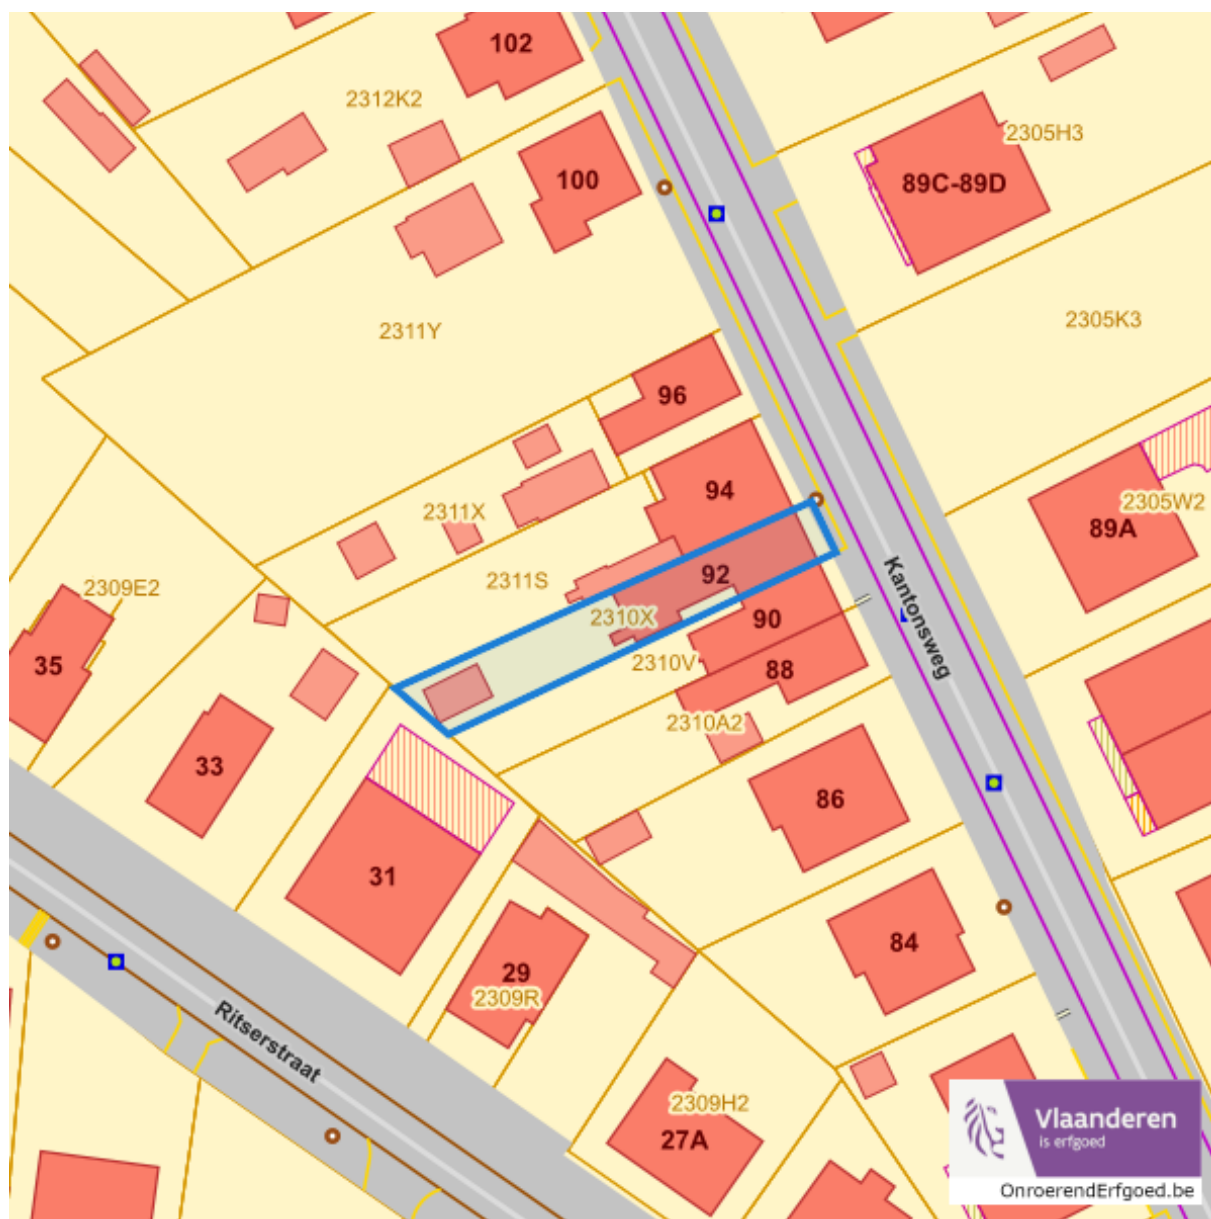 102
2312K2
2305H3
100
89C-89D
2311Y
2305K3
96
94
2311X
2305W2
89A
2311S
92
2309E2
Kantonsweg
2310X
90
35
2310V
88
2310A2
33
86
31
84
29
2309R
Ritserstraat
2309H2
27A
Vlaanderen
is erfgoed
OnroerendErfgoed.be